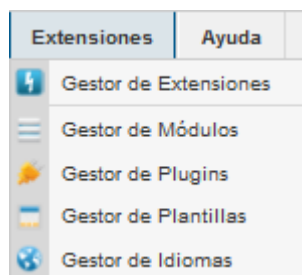 Extensiones Ayuda
Gestor de Extensiones
Gestor de Módulos
Gestor de Plugins
Gestor de Plantillas
Gestor de Idiomas